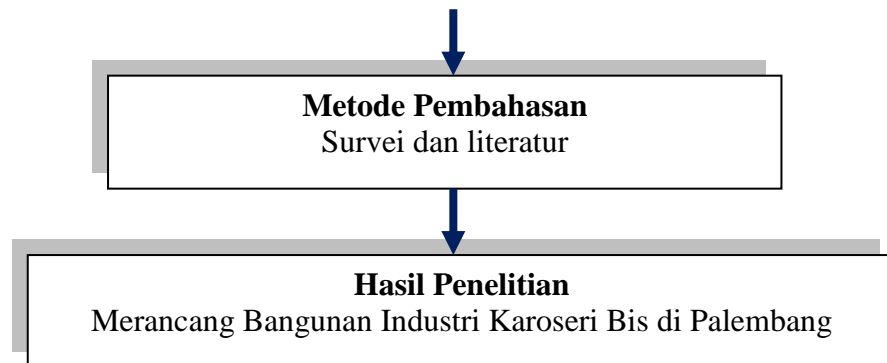 Metode Pembahasan
Survei dan literatur
Hasil Penelitian
Merancang Bangunan Industri Karoseri Bis di Palembang